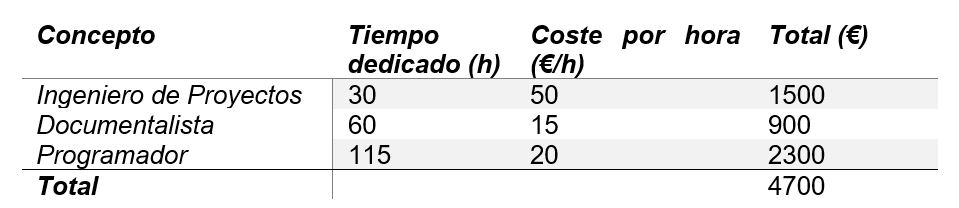 Concepto Tiempo dedicado (h) Coste por hora (€/h) Total (€)
Ingeniero de Proyectos 30 50 1500
Documentalista 60 15 900
Programador 115 20 2300
Total 4700